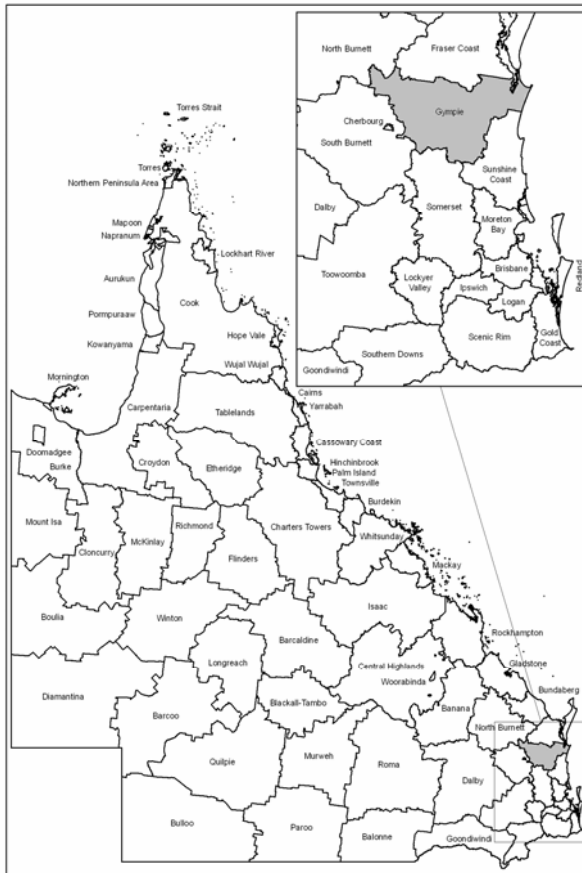 North Burnett
Fraser Coast
Gympie
Cherbourg
South Burnett
Sunshine
Coast
Dalby
Somerset
Moreton
Bay
Toowoomba
Lockyer
Valley
Brisbane
Ipswich
Redland
Logan
Scenic Rim
Gold
Coast
Southern Downs
Goondiwindi
Torres Strait
Torres
Northern Peninsula Area
Mapoon
Napranum
Lockhart River
Aurukun
Cook
Pormpuraaw
Hope Vale
Kowanyama
Wujal Wujal
Mornington
Cairns
Yarrabah
Carpentaria
Tablelands
Cassowary Coast
Doomadgee
Burke
Croydon
Etheridge
Hinchinbrook
Palm Island
Townsville
Burdekin
Mount Isa
Cloncurry
McKinlay
Richmond
Flinders
Charters Towers
Whitsunday
Mackay
Boulia
Winton
Isaac
Barcaldine
Rockhampton
Longreach
Central Highlands
Woorabinda
Gladstone
Diamantina
Barcoo
Blackall-Tambo
Banana
Bundaberg
North Burnett
Quilpie
Murweh
Roma
Dalby
Bulloo
Paroo
Balonne
Goondiwindi